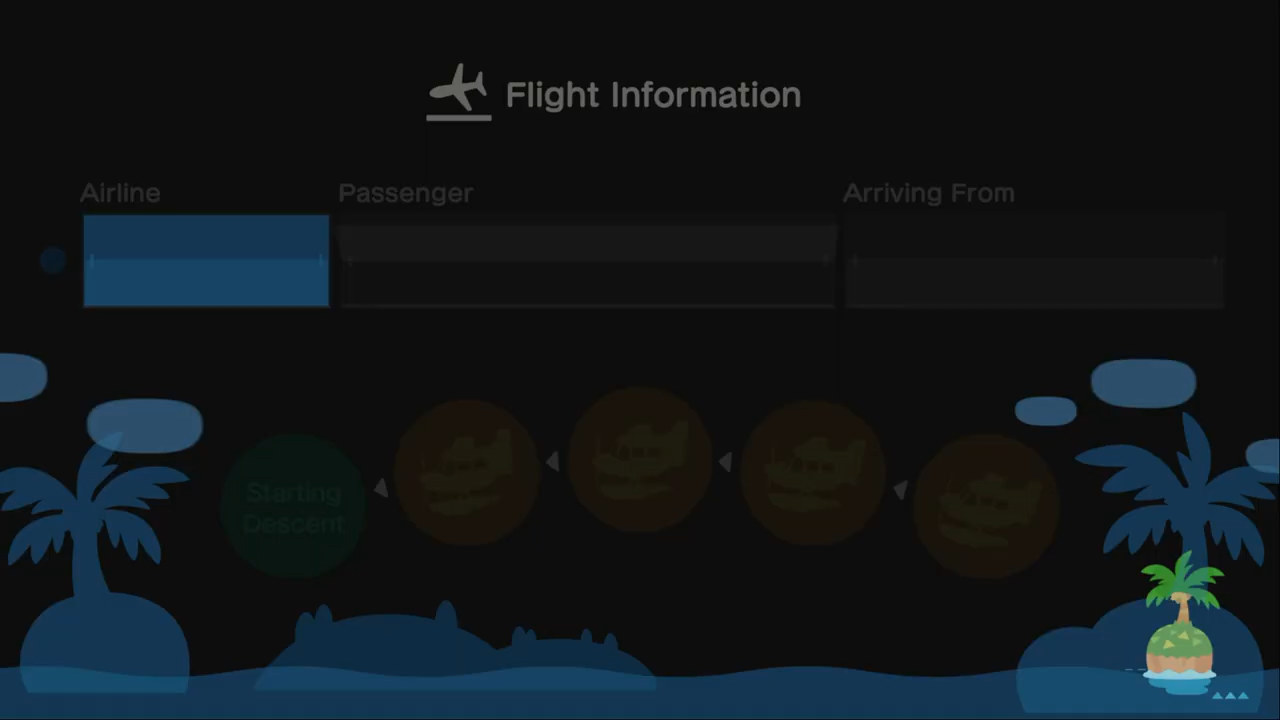 Flight Information
Airline
Passenger
Arriving From
Starting
Descent